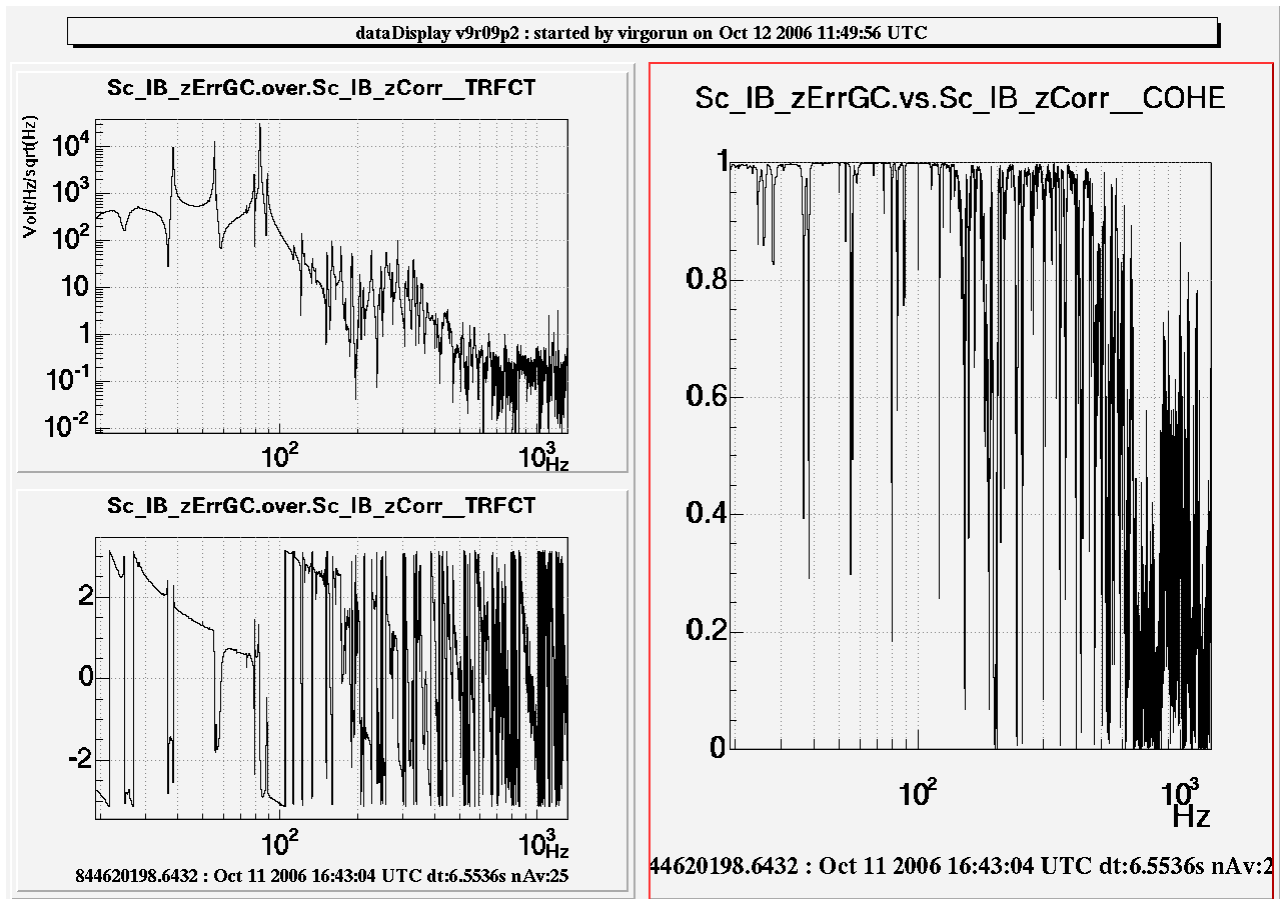 dataDisplay v9r09p2 : started by virgorun on Oct 12 2006 11:49:56 UTC
Sc_IB_zErrGC.over.Sc_IB_zCorr__TRFCT
Volt/Hz/sqrt(Hz)
10^4
10^3
10^2
10
1
10^-1
10^-2
10^2
10^3
Hz
Sc_IB_zErrGC.over.Sc_IB_zCorr__TRFCT
2
0
-2
10^2
10^3
Hz
844620198.6432 : Oct 11 2006 16:43:04 UTC dt:6.5536s nAv:25
Sc_IB_zErrGC.vs.Sc_IB_zCorr__COHE
1
0.8
0.6
0.4
0.2
0
10^2
10^3
Hz
44620198.6432 : Oct 11 2006 16:43:04 UTC dt:6.5536s nAv:2